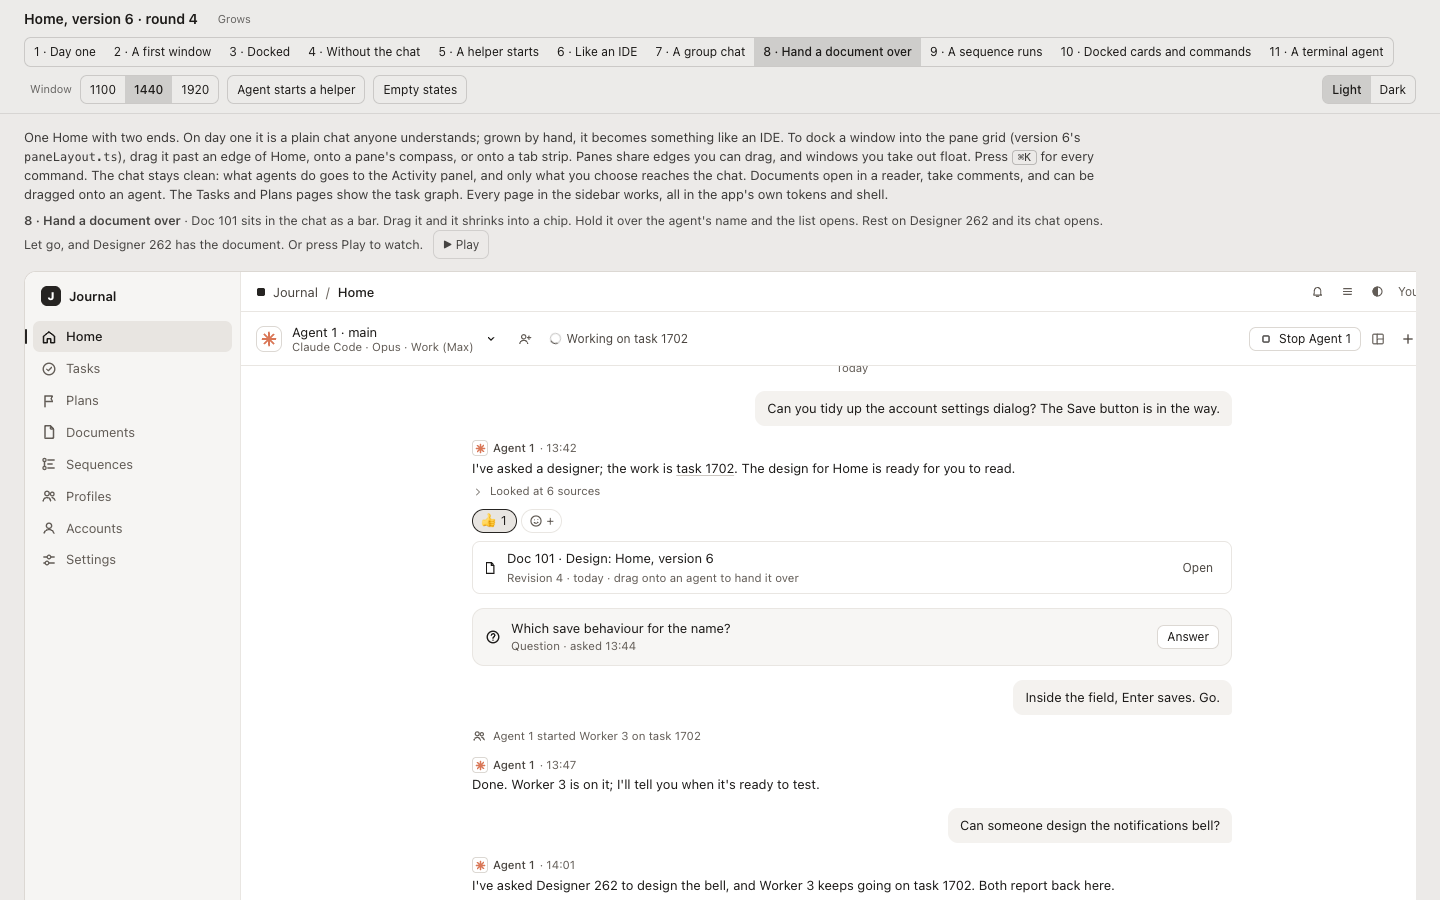 Home, version 6 · round 4 Grows
1 · Day one 2 · A first window 3 · Docked 4 · Without the chat 5 · A helper starts 6 · Like an IDE 7 · A group chat 8 · Hand a document over 9 · A sequence runs 10 · Docked cards and commands 11 · A terminal agent
Window 1100 1440 1920 Agent starts a helper Empty states Light Dark
One Home with two ends. On day one it is a plain chat anyone understands; grown by hand, it becomes something like an IDE. To dock a window into the pane grid (version 6's
paneLayout.ts), drag it past an edge of Home, onto a pane's compass, or onto a tab strip. Panes share edges you can drag, and windows you take out float. Press ⌘K for every
command. The chat stays clean: what agents do goes to the Activity panel, and only what you choose reaches the chat. Documents open in a reader, take comments, and can be
dragged onto an agent. The Tasks and Plans pages show the task graph. Every page in the sidebar works, all in the app's own tokens and shell.
8 · Hand a document over · Doc 101 sits in the chat as a bar. Drag it and it shrinks into a chip. Hold it over the agent's name and the list opens. Rest on Designer 262 and its chat opens.
Let go, and Designer 262 has the document. Or press Play to watch. Play
J Journal
Home
Tasks
Plans
Documents
Sequences
Profiles
Accounts
Settings
Journal / Home
You
Agent 1 · main
Claude Code · Opus · Work (Max)
Working on task 1702
Stop Agent 1
Today
Can you tidy up the account settings dialog? The Save button is in the way.
Agent 1 · 13:42
I've asked a designer; the work is task 1702. The design for Home is ready for you to read.
Looked at 6 sources
👍 1 +
Doc 101 · Design: Home, version 6
Revision 4 · today · drag onto an agent to hand it over
Open
Which save behaviour for the name?
Question · asked 13:44
Answer
Inside the field, Enter saves. Go.
Agent 1 started Worker 3 on task 1702
Agent 1 · 13:47
Done. Worker 3 is on it; I'll tell you when it's ready to test.
Can someone design the notifications bell?
Agent 1 · 14:01
I've asked Designer 262 to design the bell, and Worker 3 keeps going on task 1702. Both report back here.